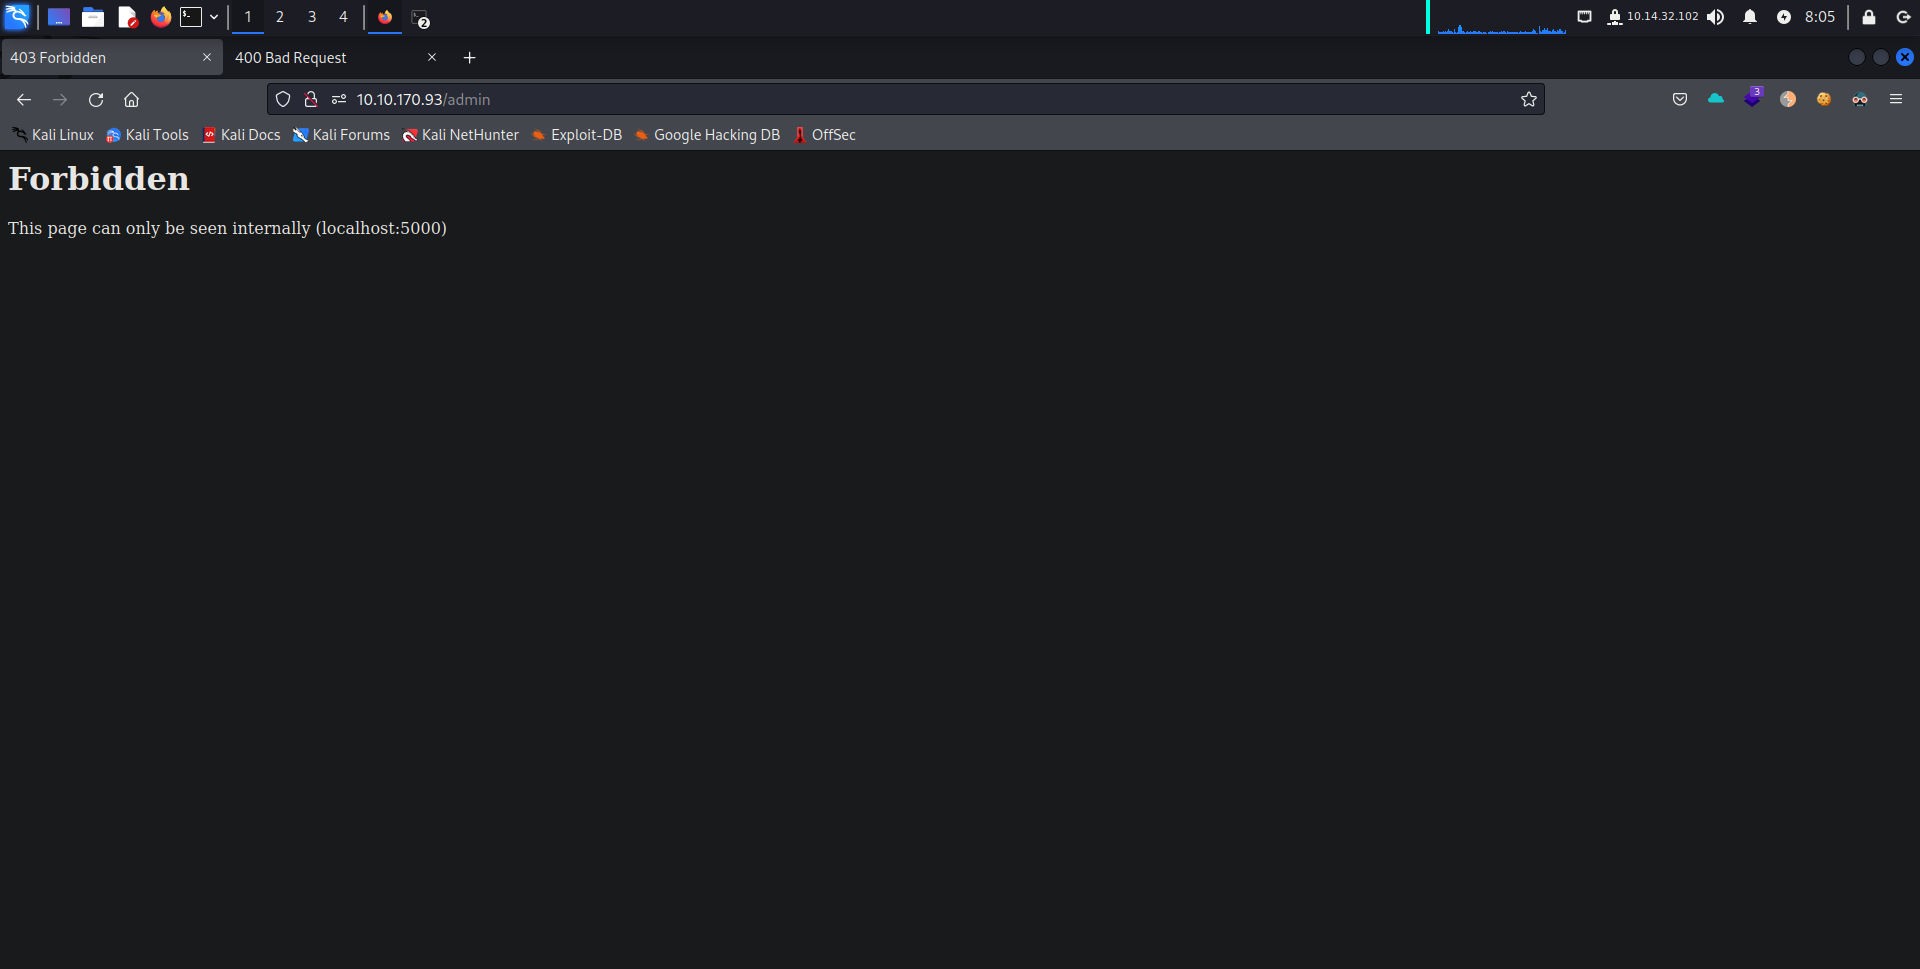 1 2 3 4 2 10.14.32.102 8:05
403 Forbidden 400 Bad Request
10.10.170.93/admin 3
Kali Linux Kali Tools Kali Docs Kali Forums Kali NetHunter Exploit-DB Google Hacking DB OffSec
Forbidden
This page can only be seen internally (localhost:5000)